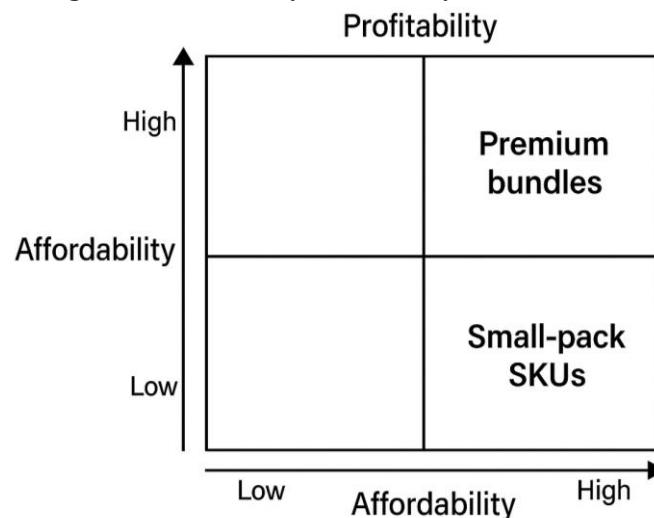 Profitability
High
Premium
bundles
Affordability
Small-pack
SKUs
Low
Low
High
Affordability